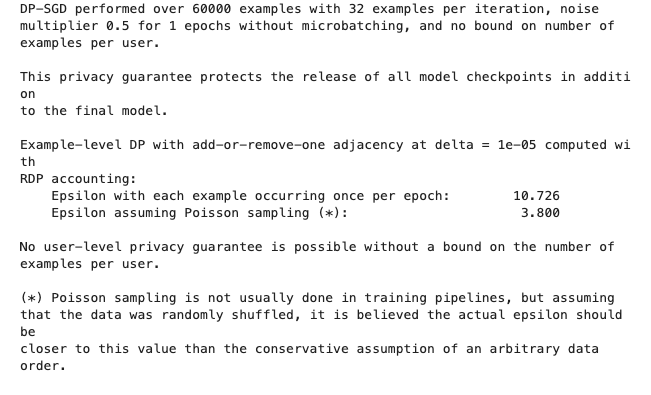 DP-SGD performed over 60000 examples with 32 examples per iteration, noise
multiplier 0.5 for 1 epochs without microbatching, and no bound on number of
examples per user.

This privacy guarantee protects the release of all model checkpoints in additi
on
to the final model.

Example-level DP with add-or-remove-one adjacency at delta = 1e-05 computed wi
th
RDP accounting:
    Epsilon with each example occurring once per epoch:        10.726
    Epsilon assuming Poisson sampling (*):                      3.800

No user-level privacy guarantee is possible without a bound on the number of
examples per user.

(*) Poisson sampling is not usually done in training pipelines, but assuming
that the data was randomly shuffled, it is believed the actual epsilon should
be
closer to this value than the conservative assumption of an arbitrary data
order.